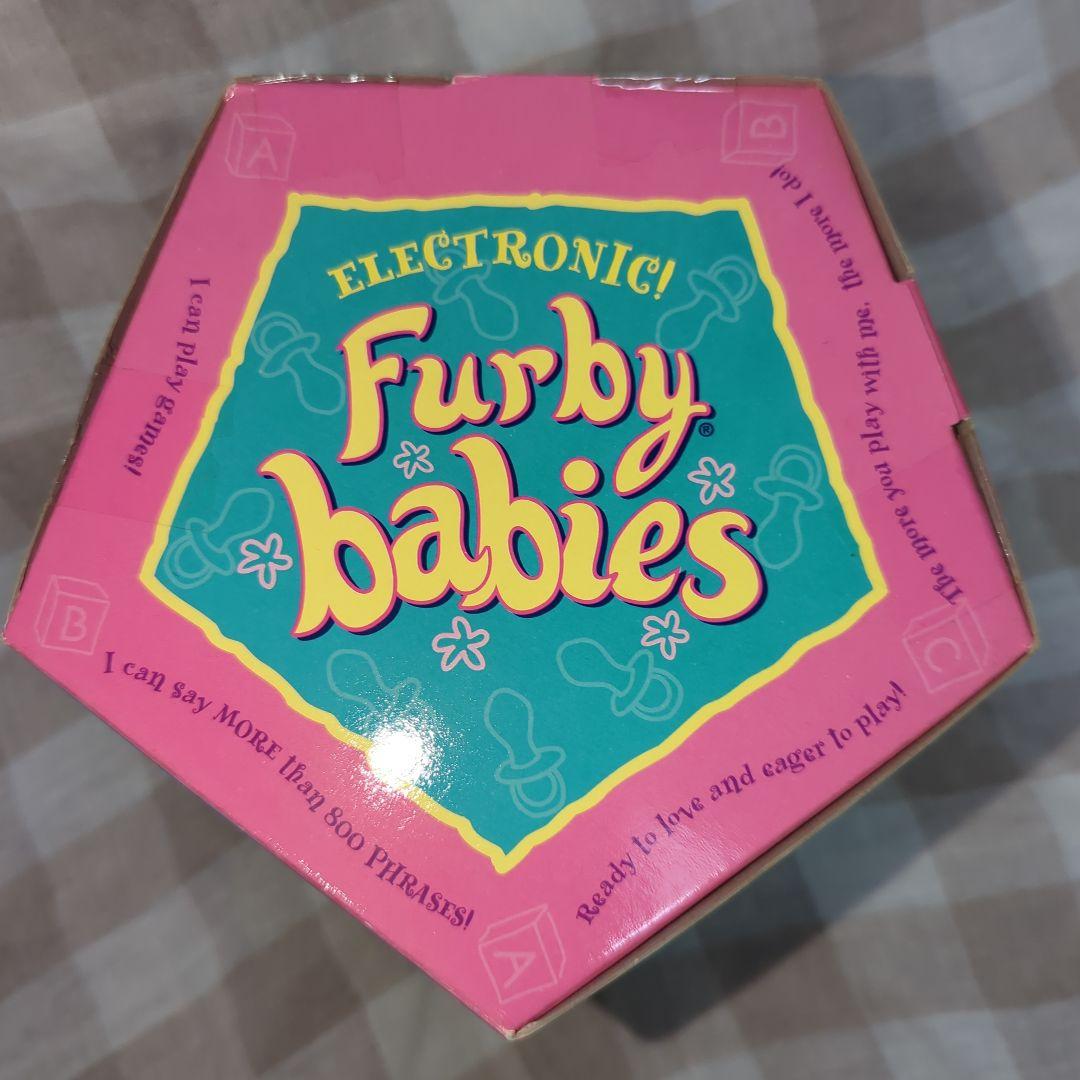 ELECTRONIC!
Furby®
babies
I can play games!
The more you play with me, the more I do!
I can say MORE than 800 PHRASES!
Ready to love and eager to play!
A
B
B
C
A